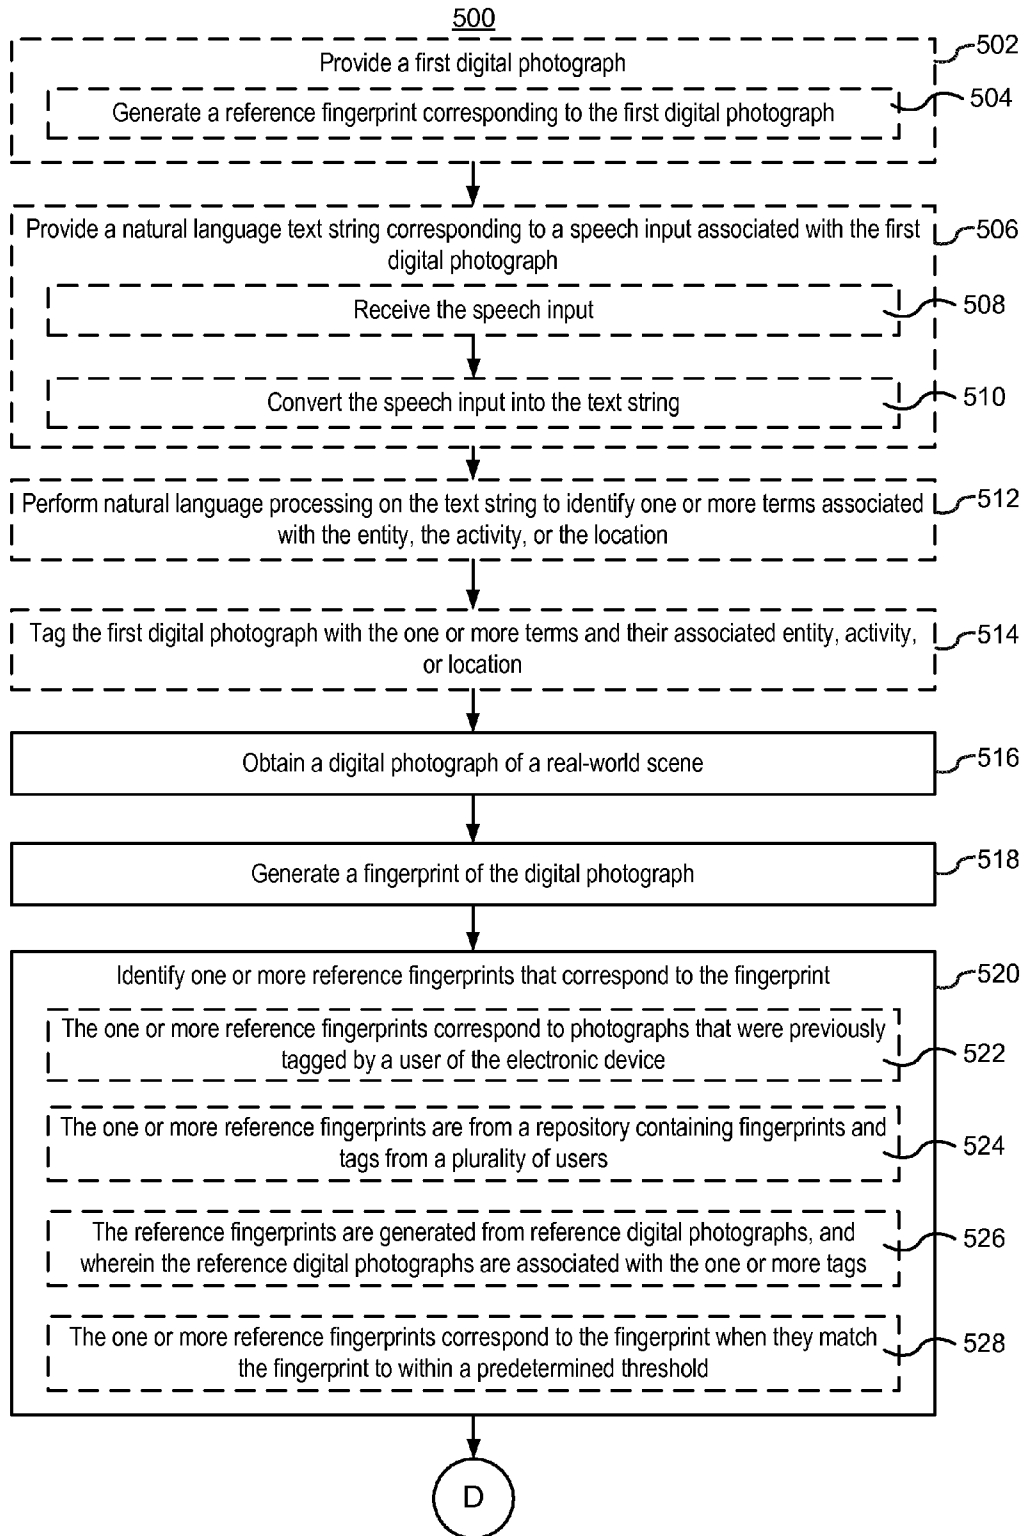 500
Provide a first digital photograph
502
Generate a reference fingerprint corresponding to the first digital photograph
504
Provide a natural language text string corresponding to a speech input associated with the first
digital photograph
506
Receive the speech input
508
Convert the speech input into the text string
510
Perform natural language processing on the text string to identify one or more terms associated
with the entity, the activity, or the location
512
Tag the first digital photograph with the one or more terms and their associated entity, activity,
or location
514
Obtain a digital photograph of a real-world scene
516
Generate a fingerprint of the digital photograph
518
Identify one or more reference fingerprints that correspond to the fingerprint
520
The one or more reference fingerprints correspond to photographs that were previously
tagged by a user of the electronic device
522
The one or more reference fingerprints are from a repository containing fingerprints and
tags from a plurality of users
524
The reference fingerprints are generated from reference digital photographs, and
wherein the reference digital photographs are associated with the one or more tags
526
The one or more reference fingerprints correspond to the fingerprint when they match
the fingerprint to within a predetermined threshold
528
D